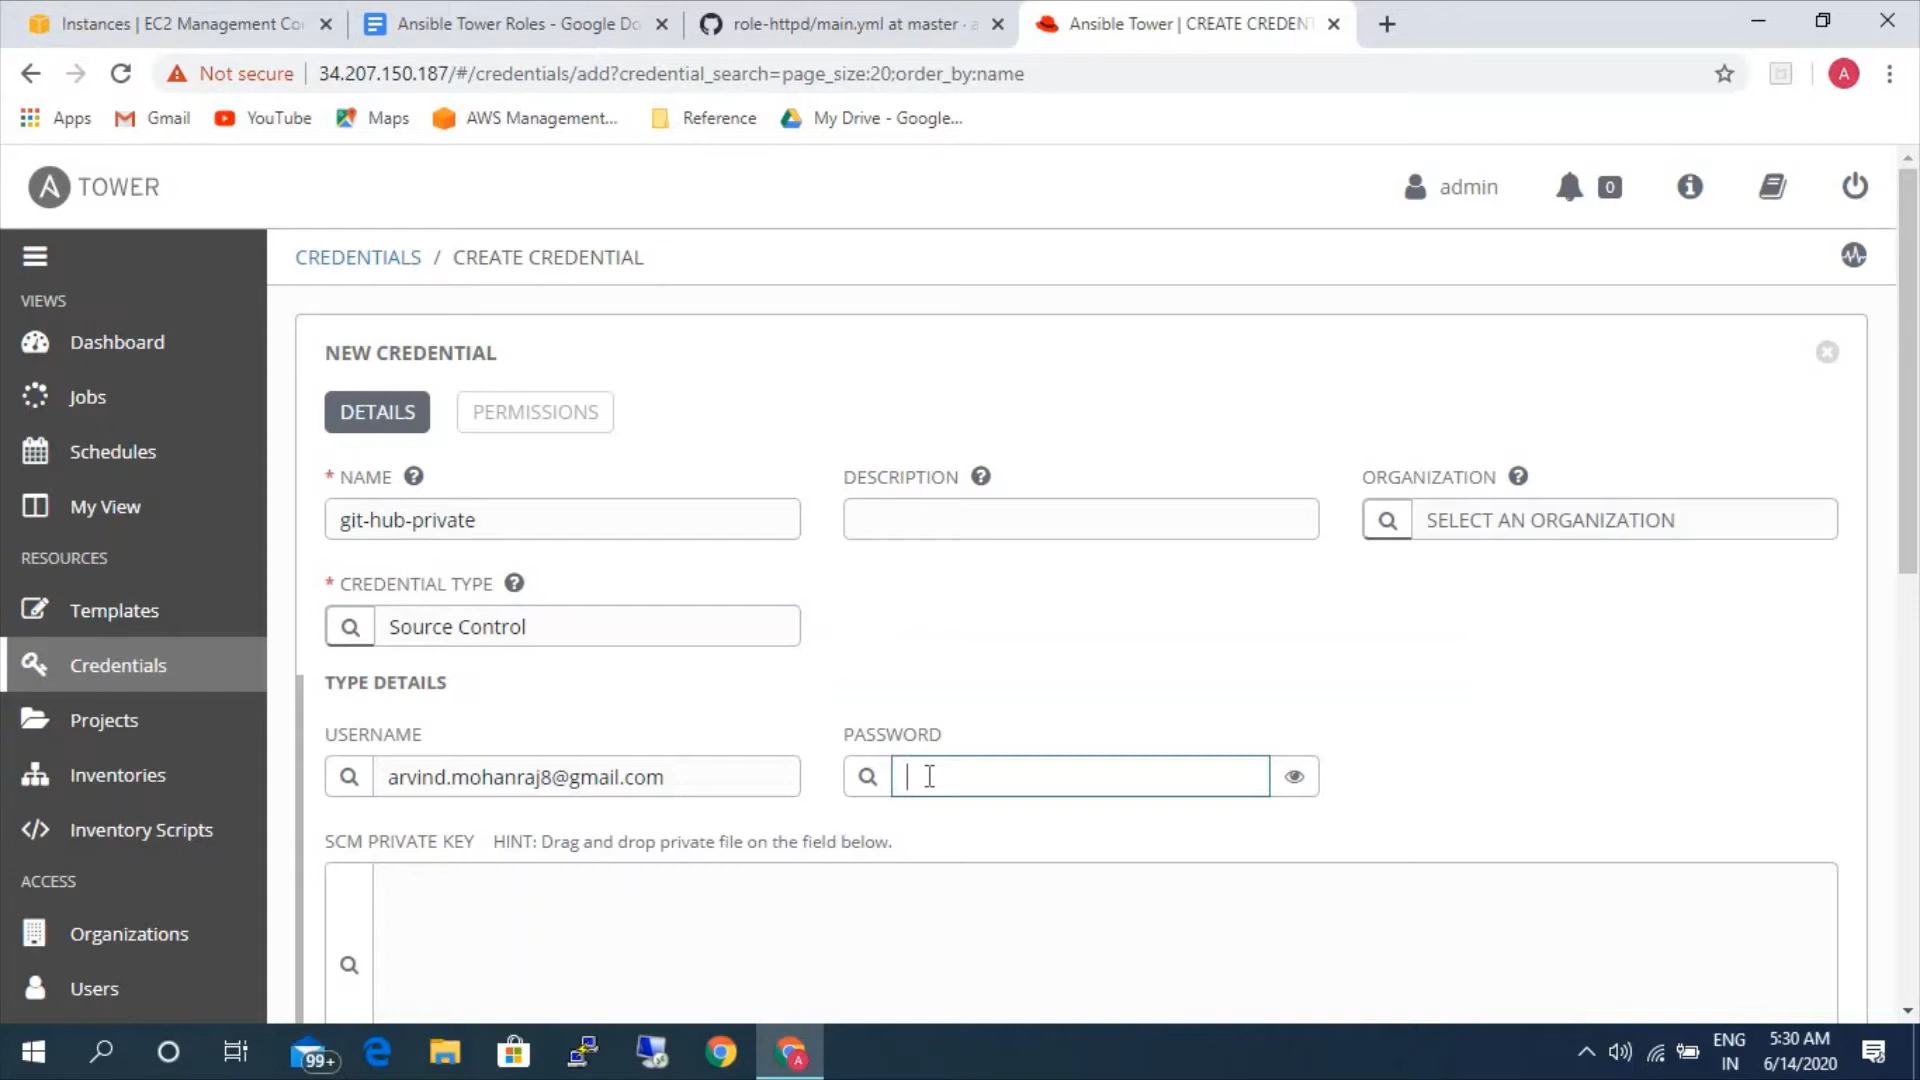 Instances | EC2 Management Co
Ansible Tower Roles - Google Do
role-httpd/main.yml at master · a
Ansible Tower | CREATE CREDENT
Not secure
34.207.150.187/#/credentials/add?credential_search=page_size:20;order_by:name
A
Apps
Gmail
YouTube
Maps
AWS Management...
Reference
My Drive - Google...
A TOWER
admin
0
CREDENTIALS / CREATE CREDENTIAL
VIEWS
Dashboard
Jobs
Schedules
My View
RESOURCES
Templates
Credentials
Projects
Inventories
Inventory Scripts
ACCESS
Organizations
Users
NEW CREDENTIAL
DETAILS
PERMISSIONS
* NAME
DESCRIPTION
ORGANIZATION
git-hub-private
SELECT AN ORGANIZATION
* CREDENTIAL TYPE
Source Control
TYPE DETAILS
USERNAME
PASSWORD
arvind.mohanraj8@gmail.com
SCM PRIVATE KEY HINT: Drag and drop private file on the field below.
99+
A
ENG
IN
5:30 AM
6/14/2020